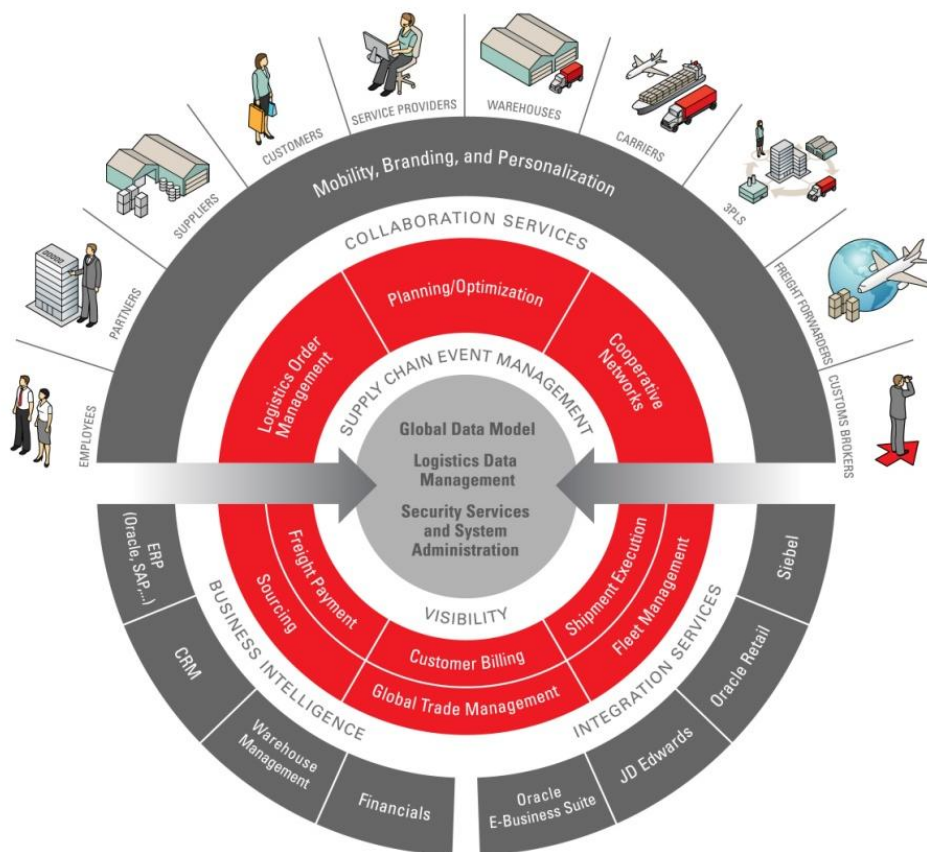 EMPLOYEES
PARTNERS
SUPPLIERS
CUSTOMERS
SERVICE PROVIDERS
WAREHOUSES
CARRIERS
3PLS
FREIGHT FORWARDERS
CUSTOMS BROKERS
Mobility, Branding, and Personalization
COLLABORATION SERVICES
Logistics Order
Management
Planning/Optimization
Cooperative
Networks
SUPPLY CHAIN EVENT MANAGEMENT
Global Data Model
Logistics Data
Management
Security Services
and System
Administration
VISIBILITY
Freight Payment
Sourcing
Customer Billing
Global Trade Management
Shipment Execution
Fleet Management
BUSINESS INTELLIGENCE
INTEGRATION SERVICES
ERP
(Oracle, SAP,...)
CRM
Warehouse
Management
Financials
Oracle
E-Business Suite
JD Edwards
Oracle Retail
Siebel